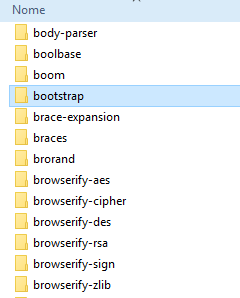 Nome
body-parser
boolbase
boom
bootstrap
brace-expansion
braces
brorand
browserify-aes
browserify-cipher
browserify-des
browserify-rsa
browserify-sign
browserify-zlib